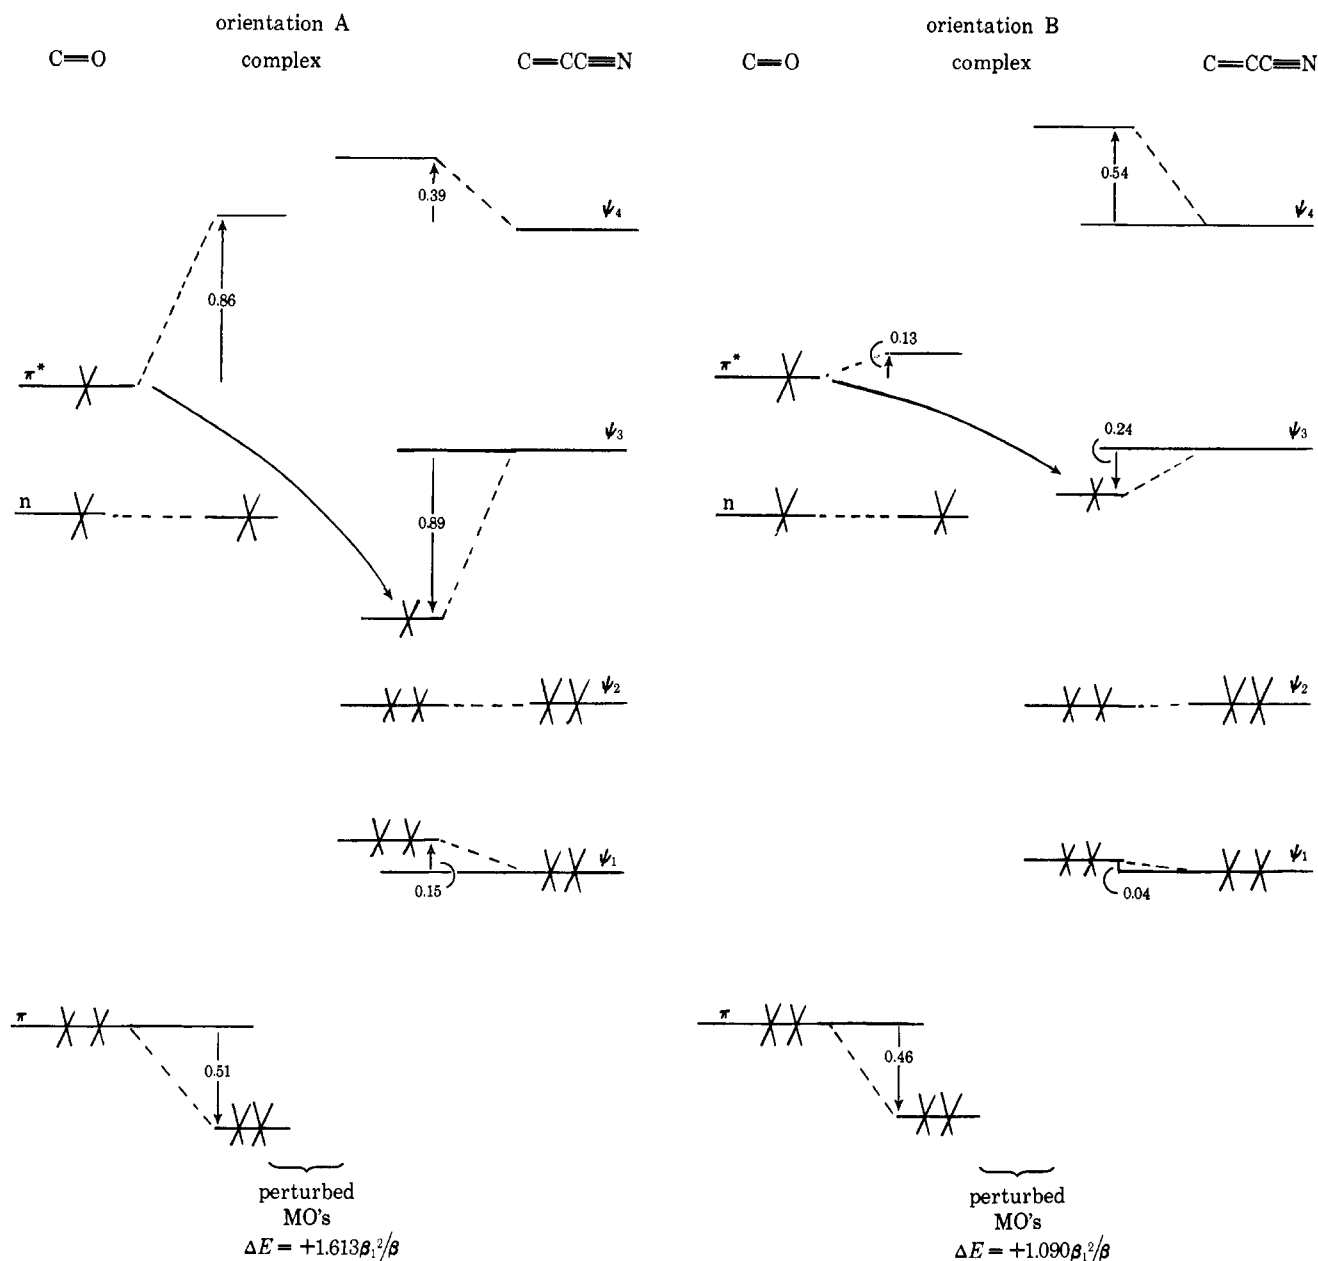 orientation A
C=O complex C=CC≡N
0.39
ψ₄
0.86
π*
ψ₃
n
0.89
ψ₂
ψ₁
0.15
π
0.51
perturbed
MO's
ΔE = +1.613β₁²/β
orientation B
C=O complex C=CC≡N
0.54
ψ₄
0.13
π*
0.24
ψ₃
n
ψ₂
ψ₁
0.04
π
0.46
perturbed
MO's
ΔE = +1.090β₁²/β